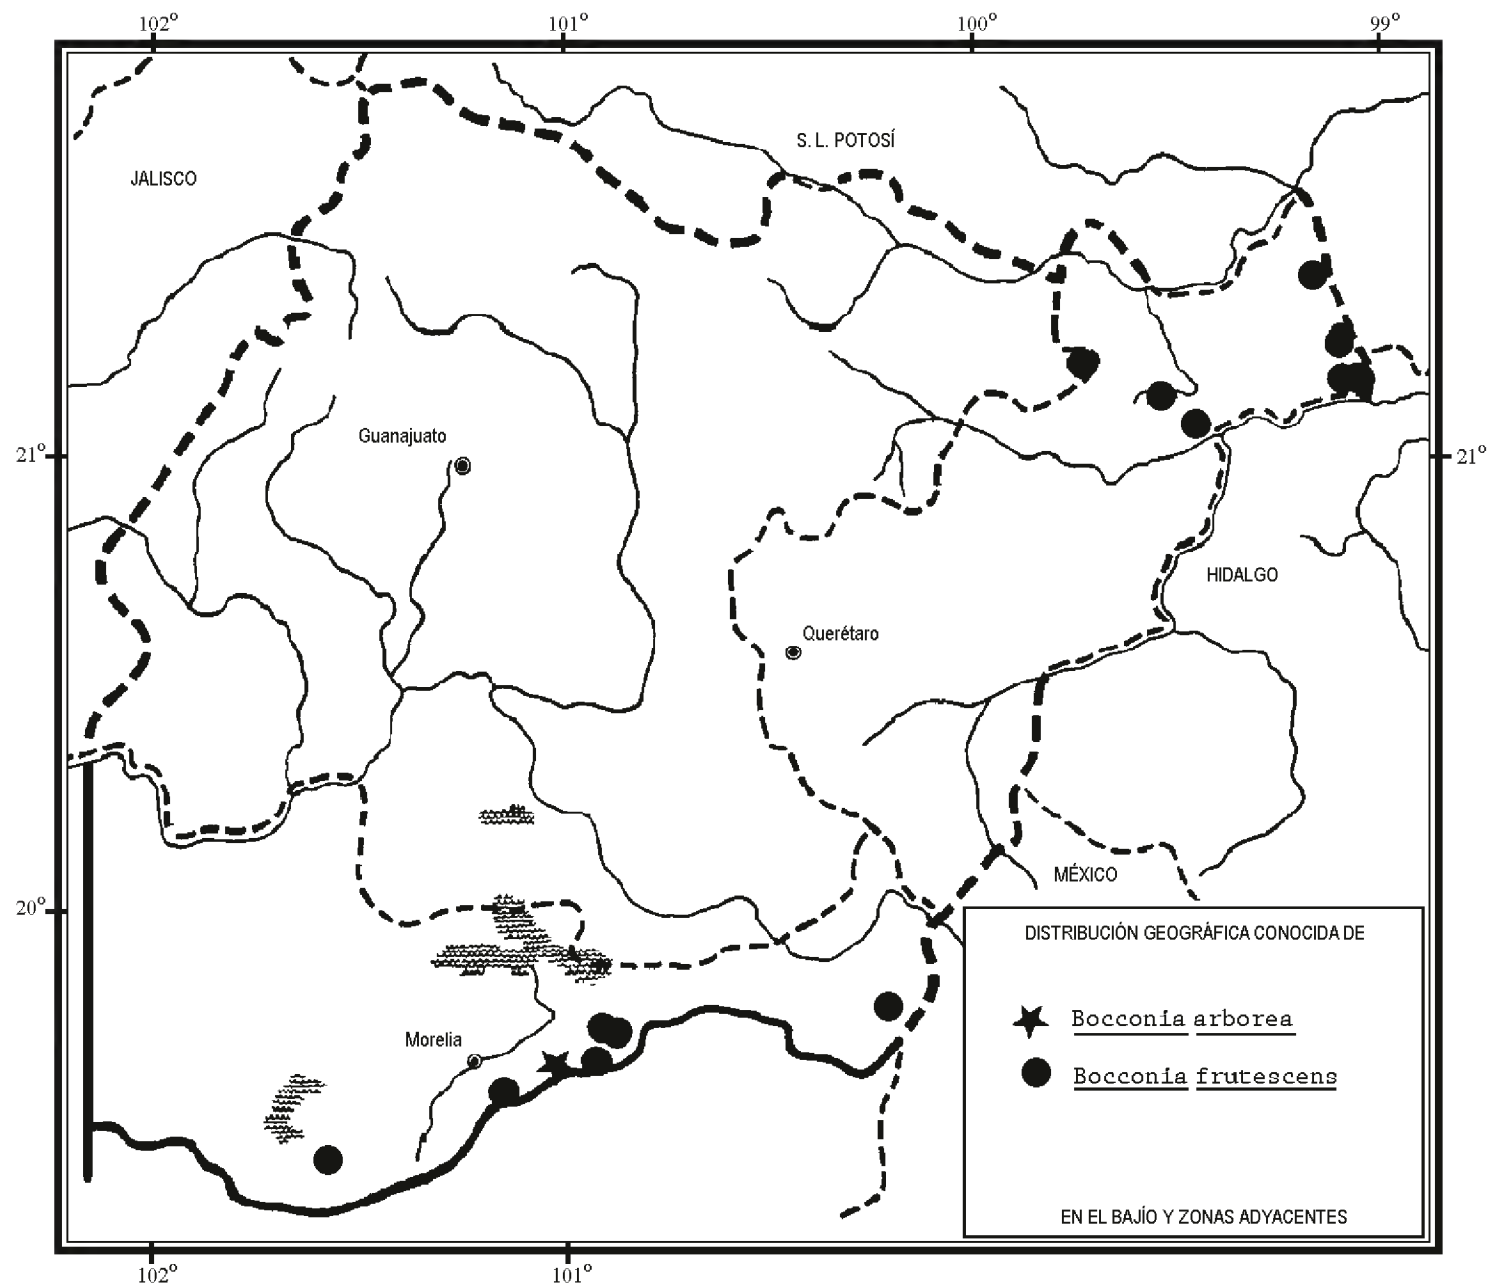 102° 101° 100° 99°
S. L. POTOSÍ
JALISCO
Guanajuato
21° 21°
HIDALGO
Querétaro
MÉXICO
20°
DISTRIBUCIÓN GEOGRÁFICA CONOCIDA DE
Bocconia arborea
Morelia
Bocconia frutescens
EN EL BAJÍO Y ZONAS ADYACENTES
102° 101°